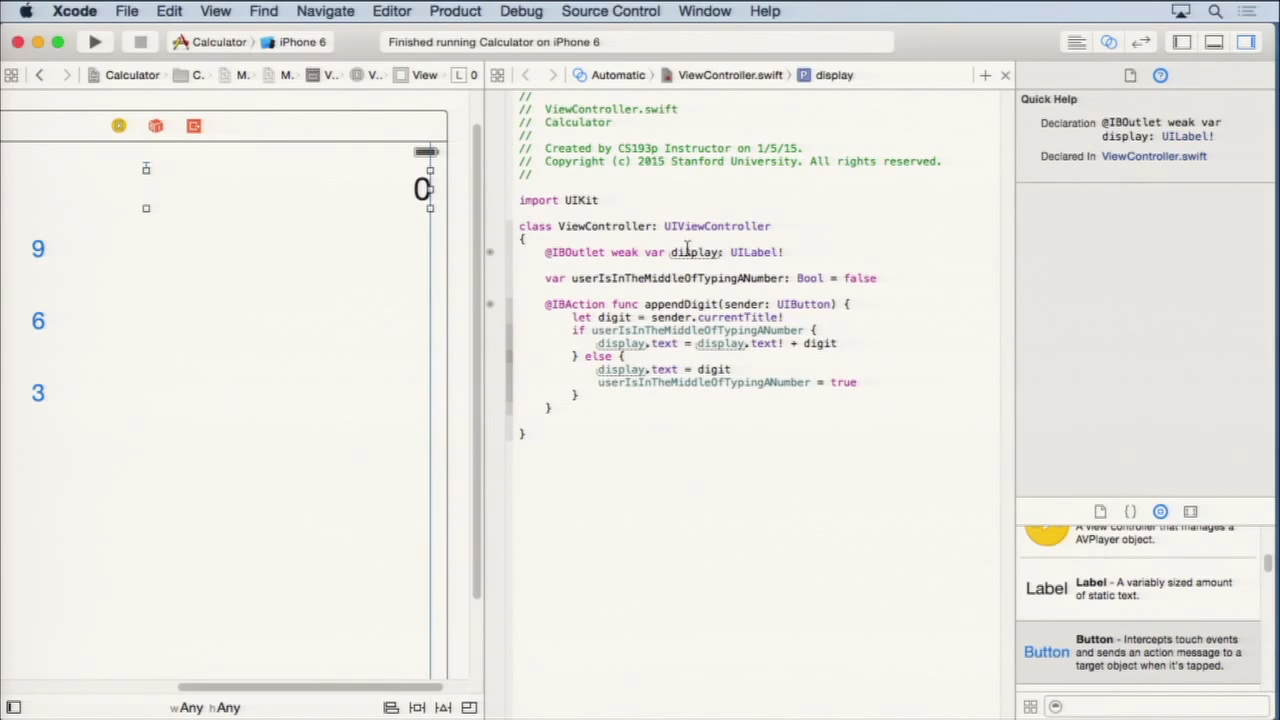 Xcode File Edit View Find Navigate Editor Product Debug Source Control Window Help
Calculator iPhone 6 Finished running Calculator on iPhone 6
Calculator C. M. M. V.. V.. View L 0
Automatic ViewController.swift P display
Quick Help
Declaration @IBOutlet weak var
display: UILabel!
Declared In ViewController.swift
0
9
6
3
//
// ViewController.swift
// Calculator
//
// Created by CS193p Instructor on 1/5/15.
// Copyright (c) 2015 Stanford University. All rights reserved.
//
import UIKit
class ViewController: UIViewController
{
@IBOutlet weak var display: UILabel!
var userIsInTheMiddleOfTypingANumber: Bool = false
@IBAction func appendDigit(sender: UIButton) {
let digit = sender.currentTitle!
if userIsInTheMiddleOfTypingANumber {
display.text = display.text! + digit
} else {
display.text = digit
userIsInTheMiddleOfTypingANumber = true
}
}
}
{ }
A view controller that manages a
AVPlayer object.
Label Label - A variably sized amount
of static text.
Button Button - Intercepts touch events
and sends an action message to a
target object when it's tapped.
wAny hAny